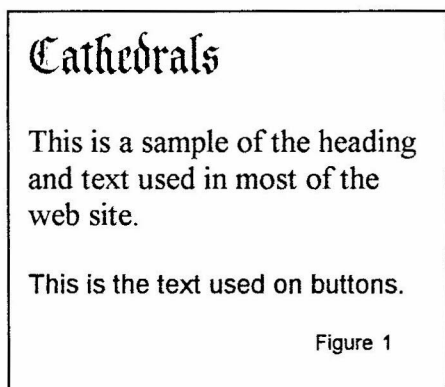 Cathedrals
This is a sample of the heading
and text used in most of the
web site.
This is the text used on buttons.
Figure 1